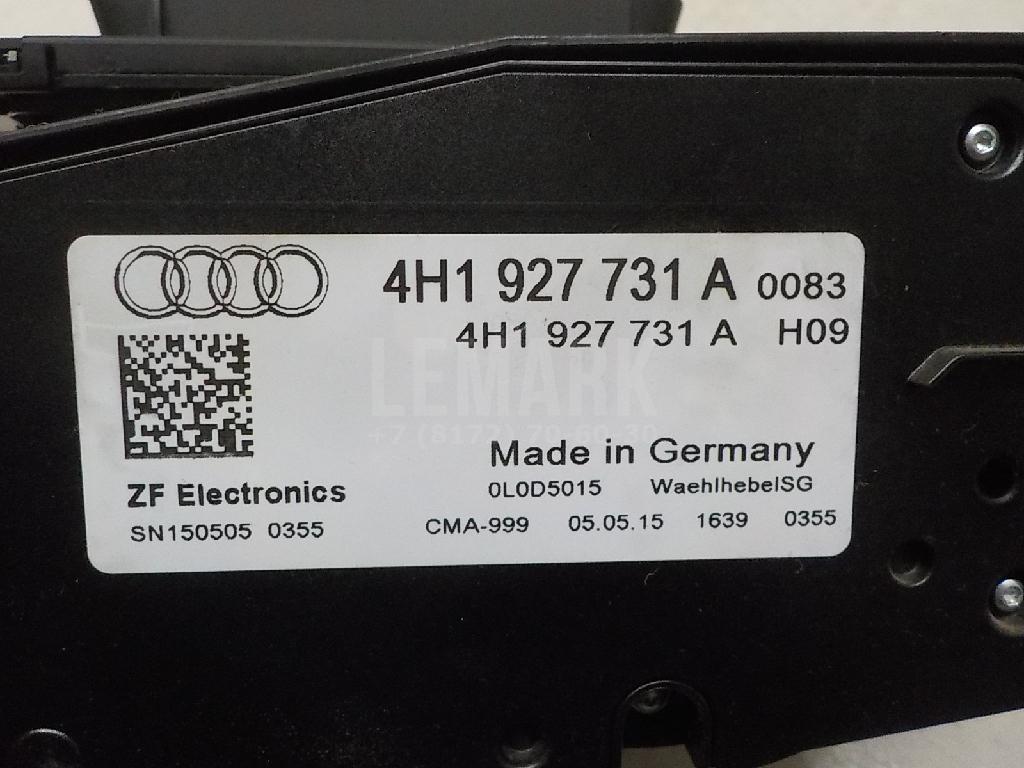 4H1 927 731 A 0083
4H1 927 731 A H09
LEMARK
Made in Germany
ZF Electronics
0L0D5015 WaehlhebelSG
SN150505 0355
CMA-999 05.05.15 1639 0355